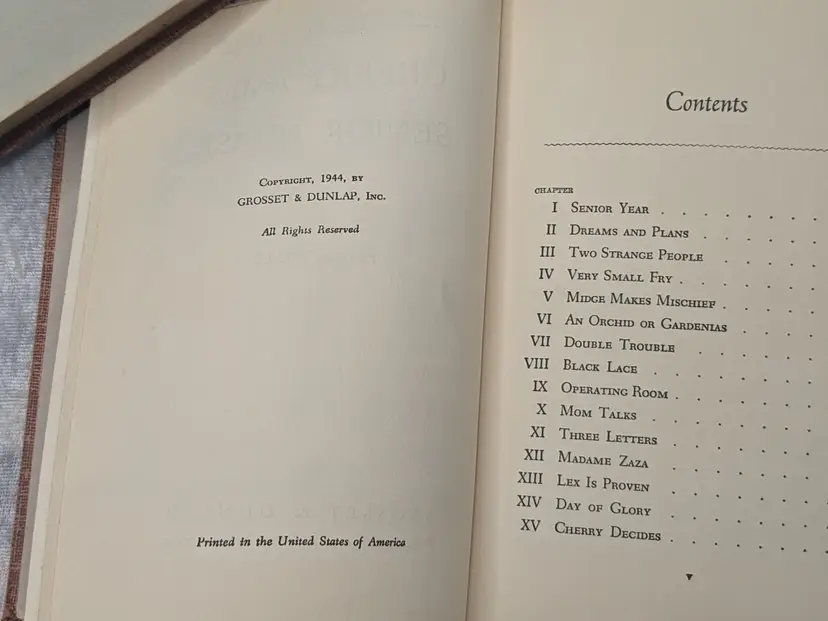 Copyright, 1944, by
GROSSET & DUNLAP, Inc.
All Rights Reserved
Printed in the United States of America
Contents
CHAPTER
I Senior Year . . . . . . .
II Dreams and Plans . . . . . .
III Two Strange People . . . . .
IV Very Small Fry . . . . . . .
V Midge Makes Mischief . . . . .
VI An Orchid or Gardenias . . . . .
VII Double Trouble . . . . . .
VIII Black Lace . . . . . . . .
IX Operating Room . . . . . . .
X Mom Talks . . . . . . . .
XI Three Letters . . . . . . .
XII Madame Zaza . . . . . . .
XIII Lex Is Proven . . . . . . .
XIV Day of Glory . . . . . . .
XV Cherry Decides . . . . . . .